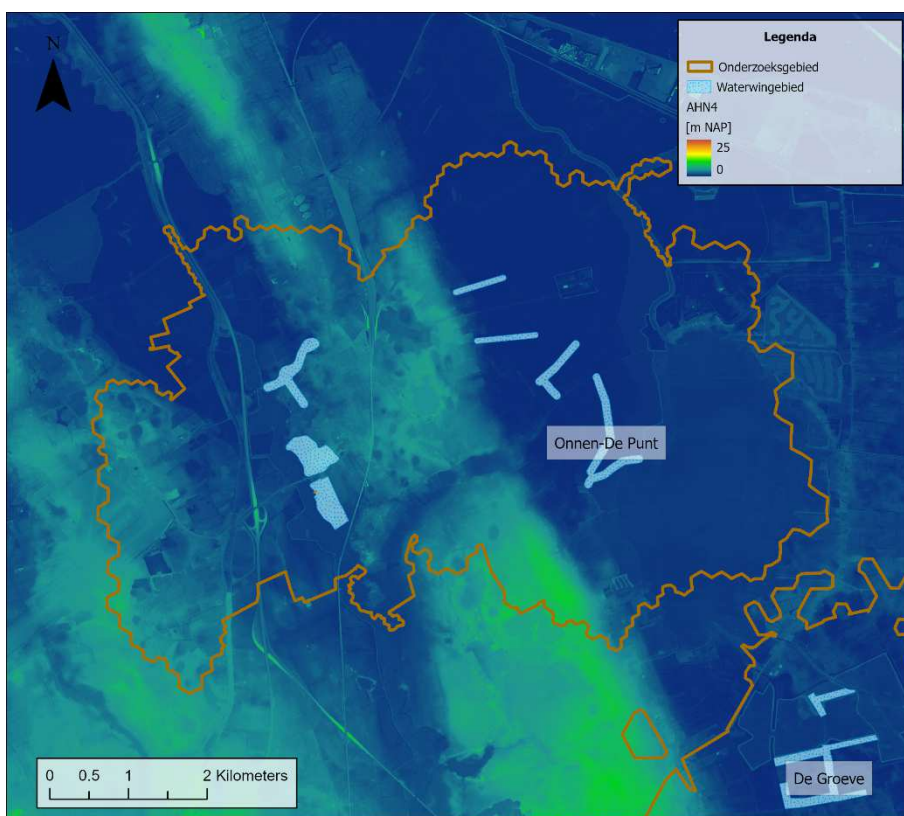 N
Legenda
Onderzoeksgebied
Waterwingebied
AHN4
[m NAP]
25
0
Onnen-De Punt
De Groeve
0 0.5 1 2 Kilometers